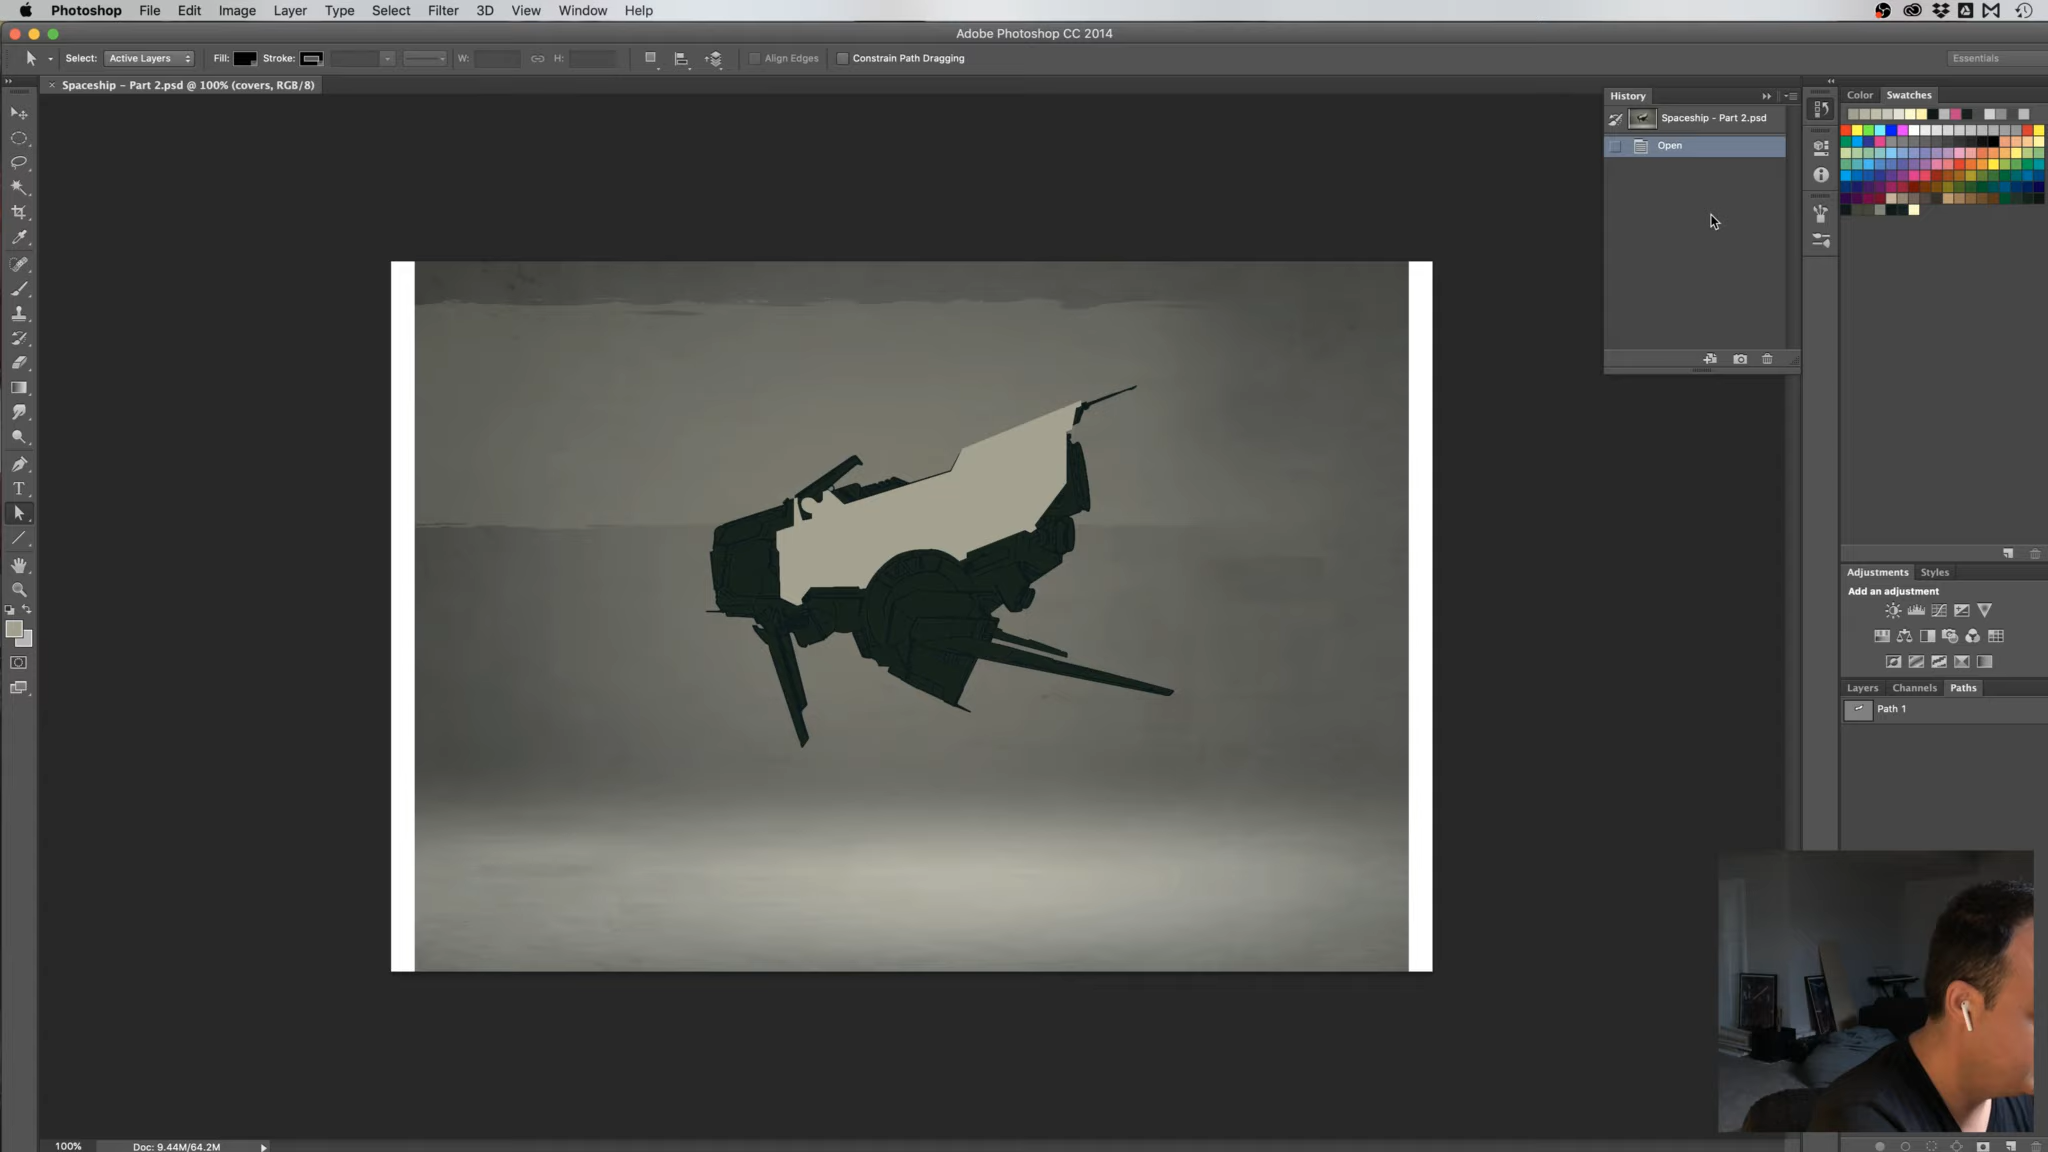 Photoshop File Edit Image Layer Type Select Filter 3D View Window Help
Adobe Photoshop CC 2014
Select: Active Layers Fill: Stroke: W: H: Align Edges Constrain Path Dragging Essentials
× Spaceship - Part 2.psd @ 100% (covers, RGB/8)
History
Spaceship - Part 2.psd
Open
Color Swatches
Adjustments Styles
Add an adjustment
Layers Channels Paths
Path 1
T
100% Doc: 9.44M/64.2M